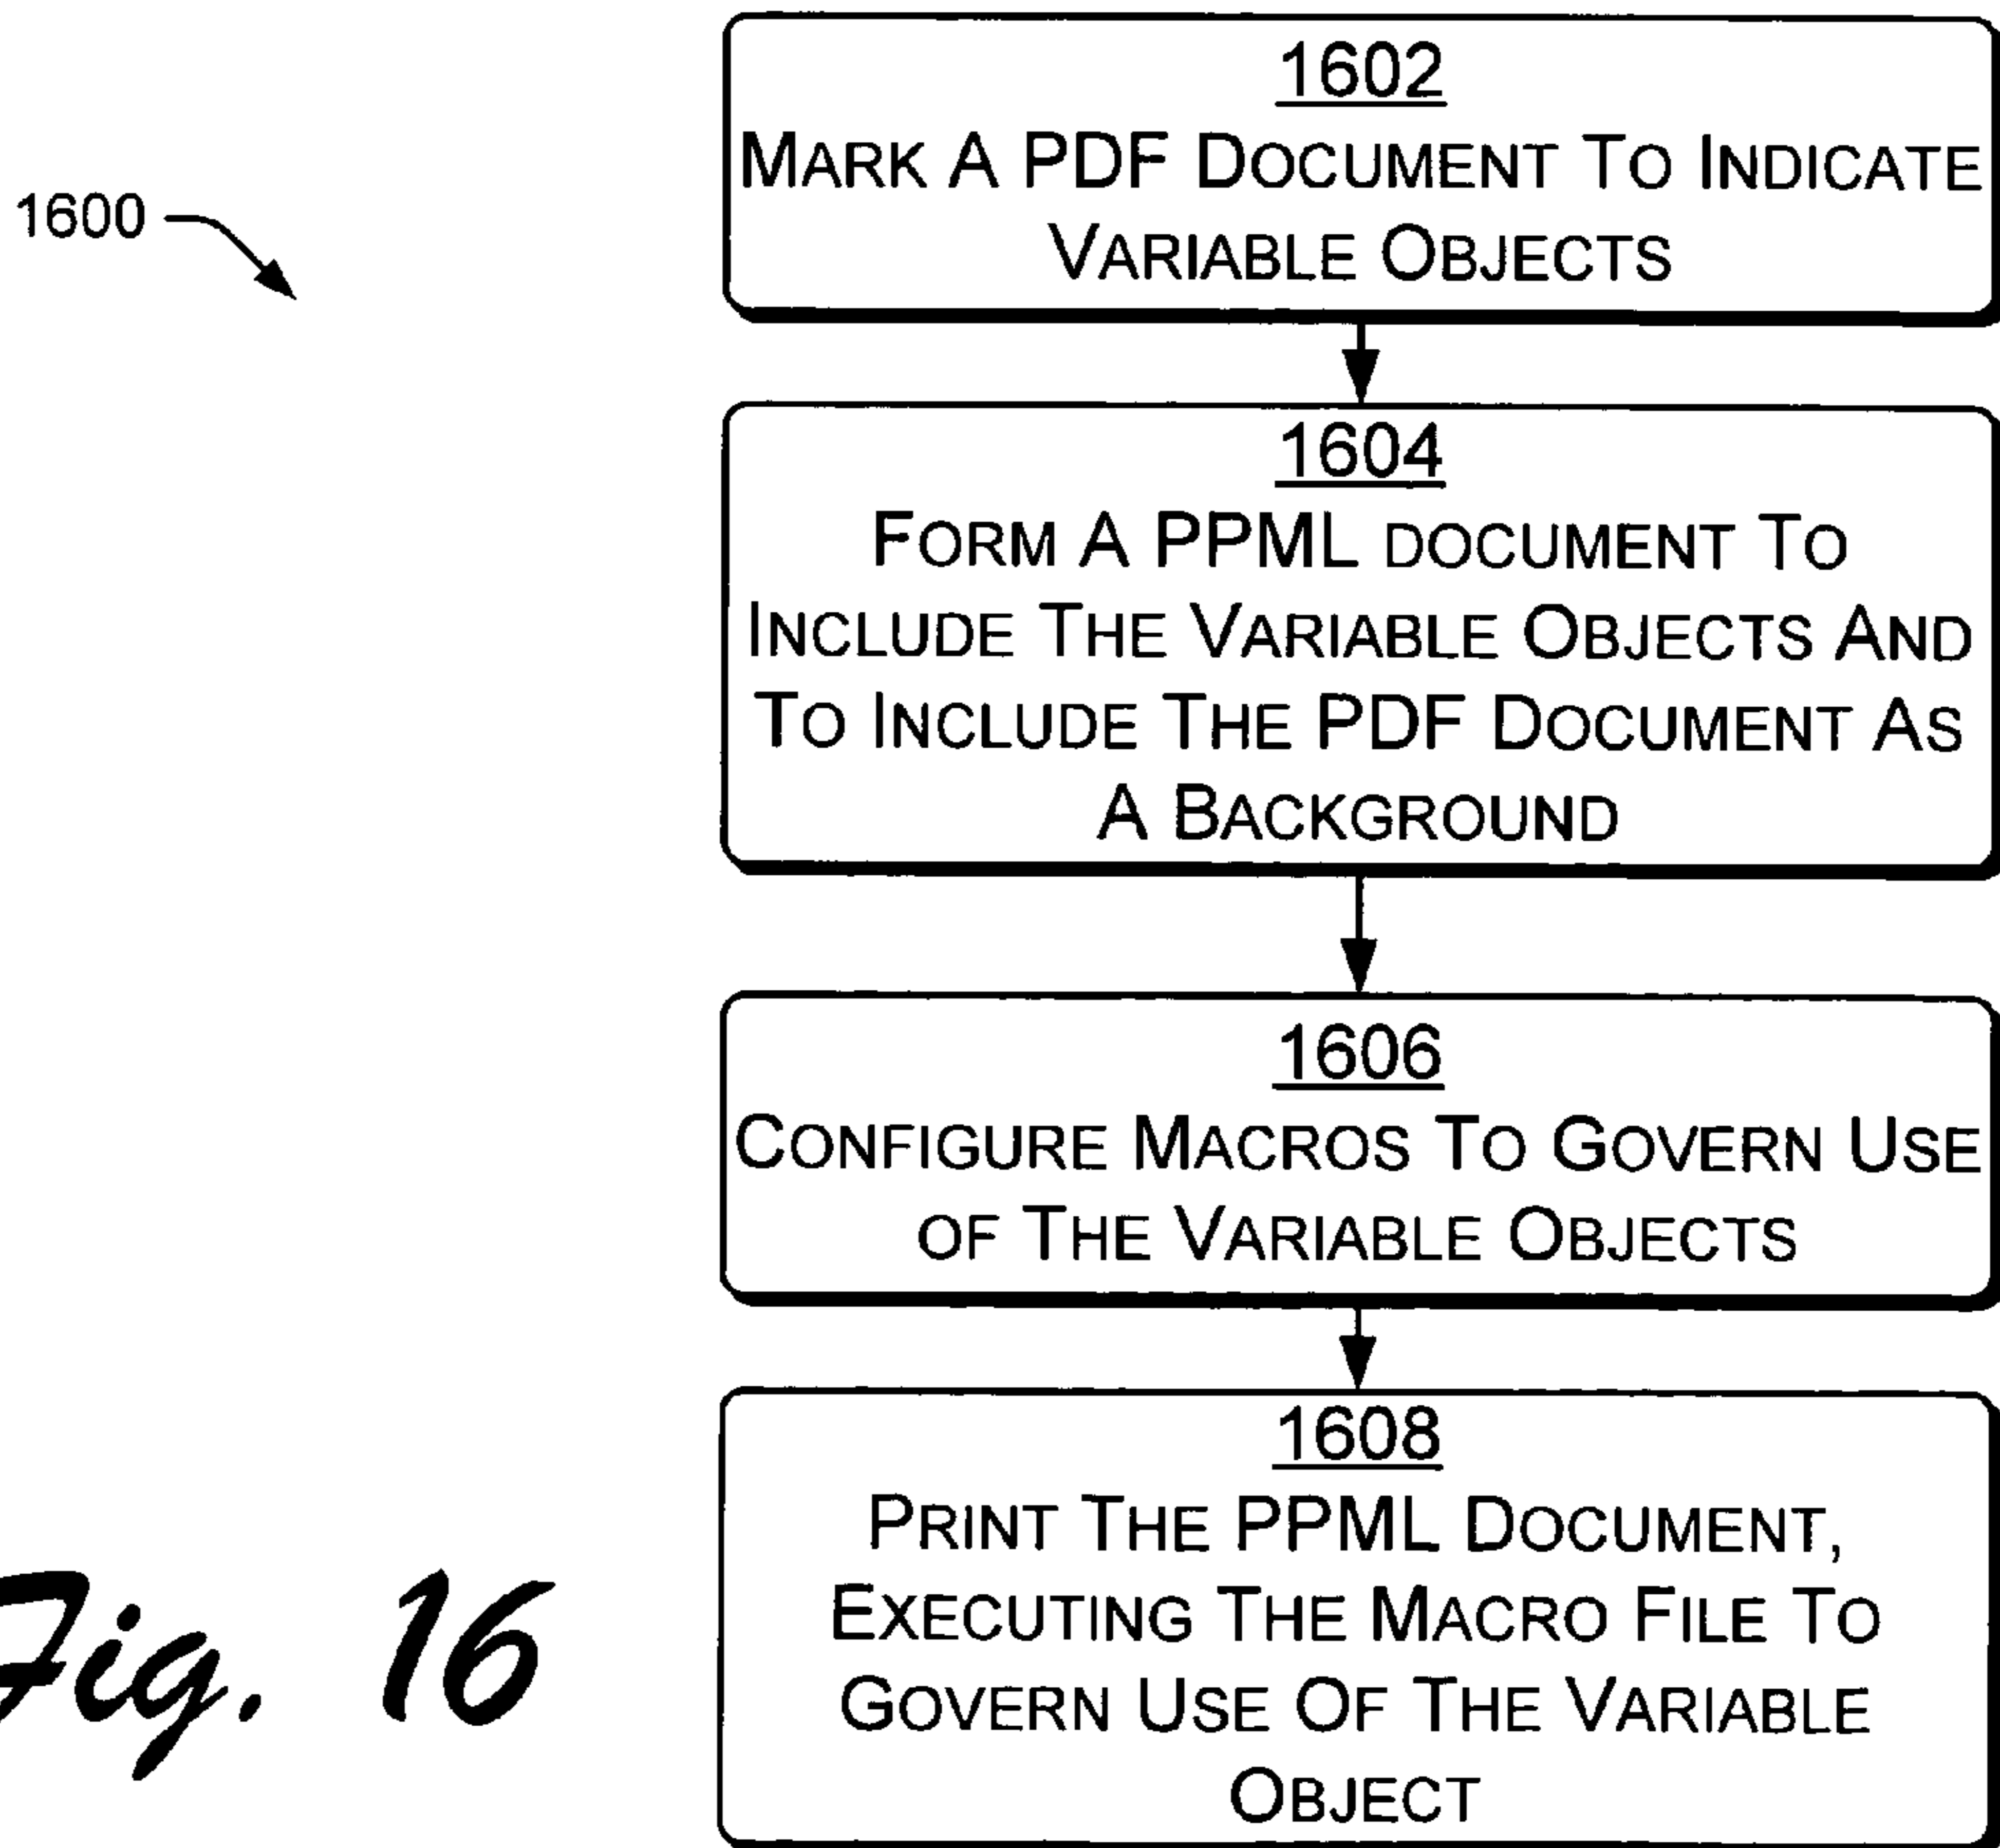 1600
1602
MARK A PDF DOCUMENT TO INDICATE
VARIABLE OBJECTS
1604
FORM A PPML DOCUMENT TO
INCLUDE THE VARIABLE OBJECTS AND
TO INCLUDE THE PDF DOCUMENT AS
A BACKGROUND
1606
CONFIGURE MACROS TO GOVERN USE
OF THE VARIABLE OBJECTS
1608
PRINT THE PPML DOCUMENT,
EXECUTING THE MACRO FILE TO
GOVERN USE OF THE VARIABLE
OBJECT
Fig. 16